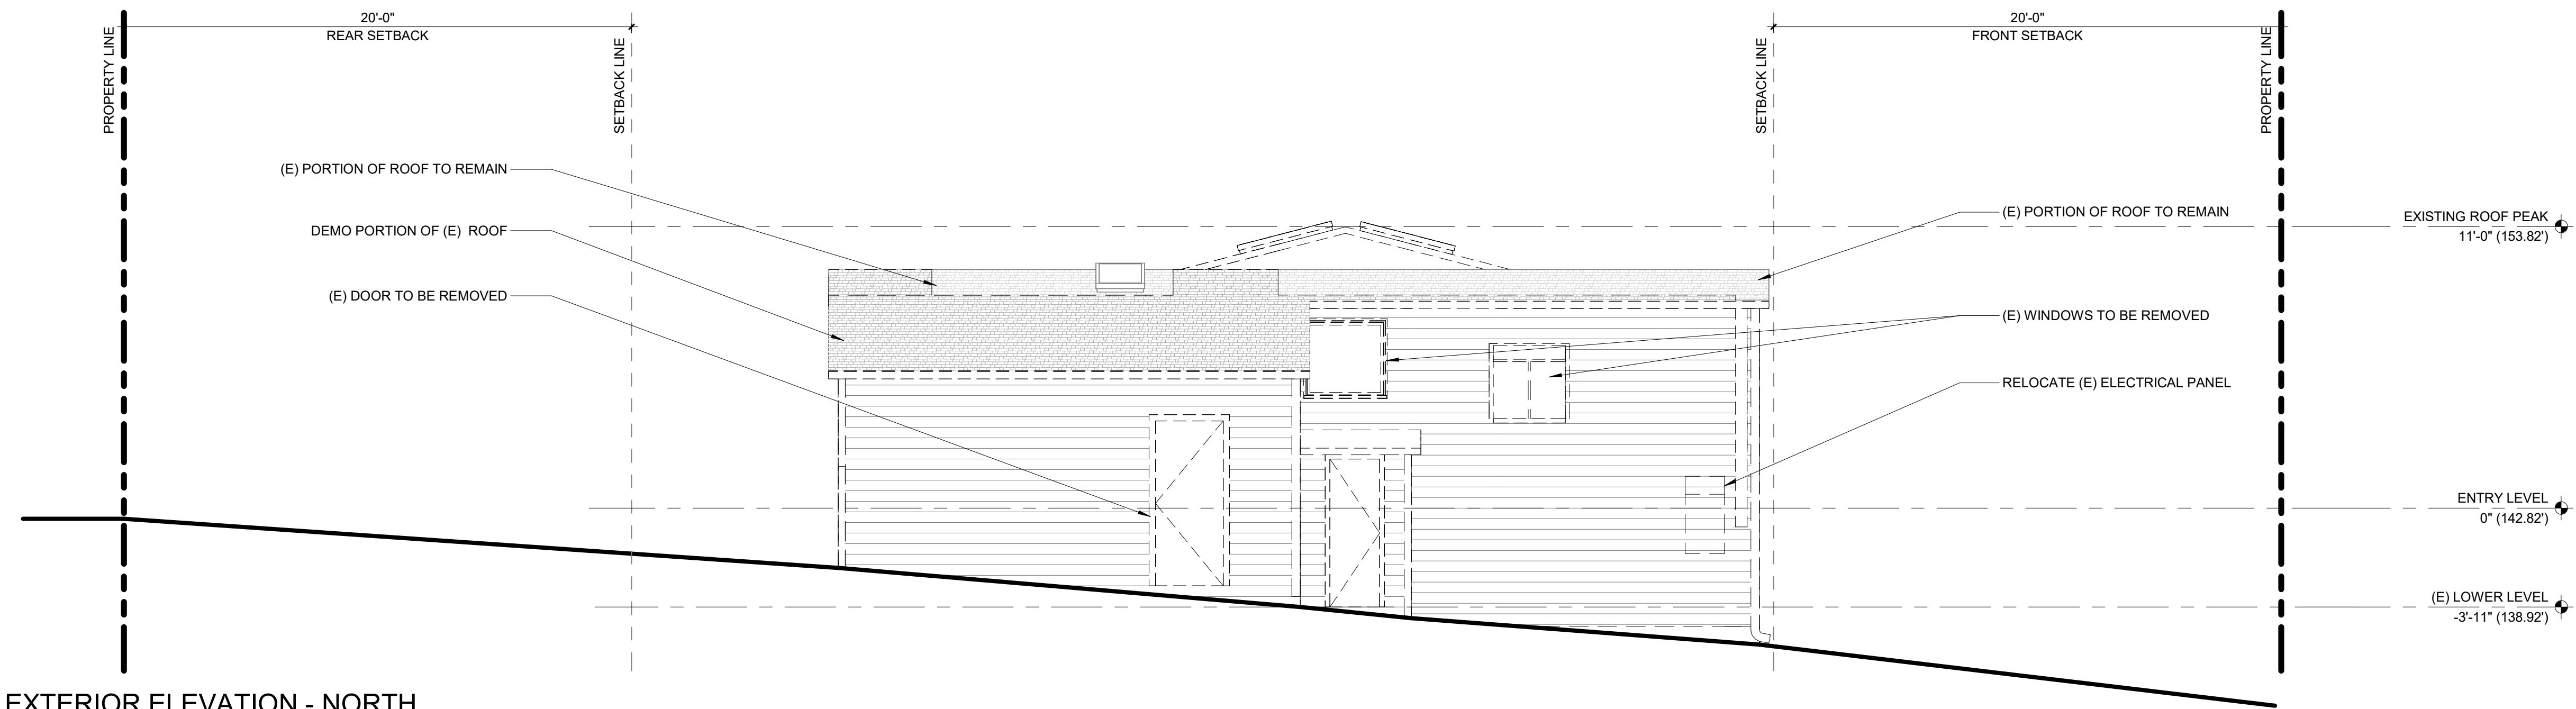 20'-0"
REAR SETBACK
PROPERTY LINE
SETBACK LINE
20'-0"
FRONT SETBACK
SETBACK LINE
PROPERTY LINE
(E) PORTION OF ROOF TO REMAIN
DEMO PORTION OF (E) ROOF
(E) DOOR TO BE REMOVED
(E) PORTION OF ROOF TO REMAIN
(E) WINDOWS TO BE REMOVED
RELOCATE (E) ELECTRICAL PANEL
EXISTING ROOF PEAK
11'-0" (153.82')
ENTRY LEVEL
0" (142.82')
(E) LOWER LEVEL
-3'-11" (138.92')
EXTERIOR ELEVATION - NORTH